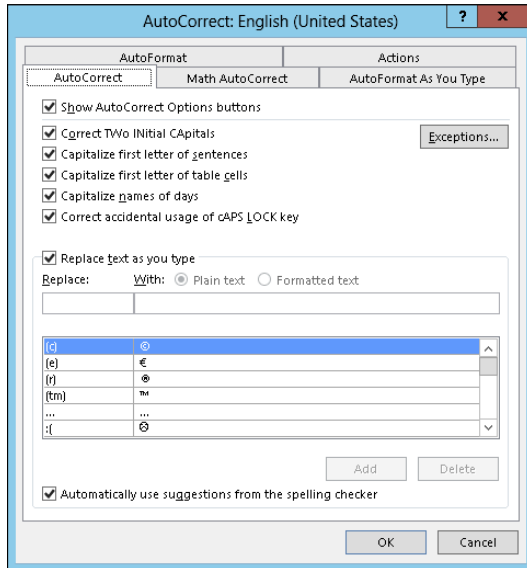 AutoCorrect: English (United States)
? x
AutoFormat Actions
AutoCorrect Math AutoCorrect AutoFormat As You Type
Show AutoCorrect Options buttons
Correct TWo INitial CApitals
Exceptions...
Capitalize first letter of sentences
Capitalize first letter of table cells
Capitalize names of days
Correct accidental usage of cAPS LOCK key
Replace text as you type
Replace: With: Plain text Formatted text
(c) ©
(e) €
(r) ®
(tm) ™
... ...
:( ☹
Add Delete
Automatically use suggestions from the spelling checker
OK Cancel